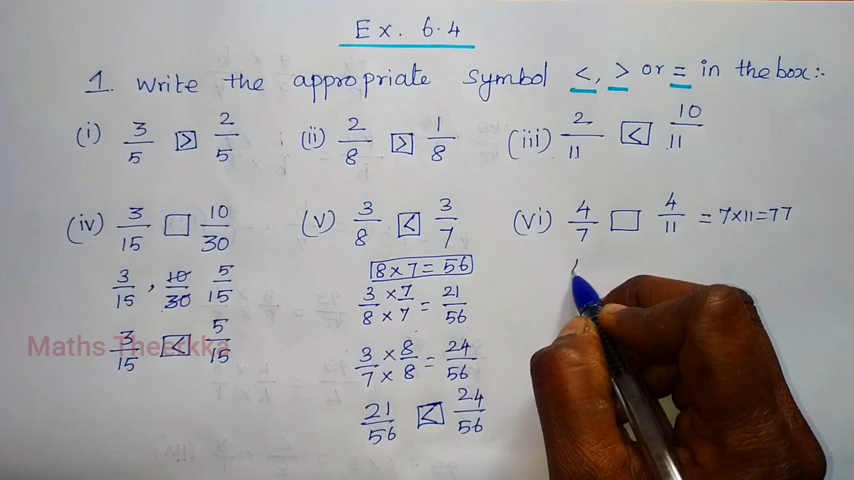 Ex. 6.4
1. Write the appropriate symbol <, > or = in the box:-
(i) 3/5 [>] 2/5 (ii) 2/8 [>] 1/8 (iii) 2/11 [<] 10/11
(iv) 3/15 □ 10/30 (v) 3/8 [<] 3/7 (vi) 4/7 □ 4/11 = 7×11=77
3/15 , 10/30 5/15
3/15 [<] 5/15
8×7=56
3/8 × 7/7 = 21/56
3/7 × 8/8 = 24/56
21/56 [<] 24/56
Maths Theerkka